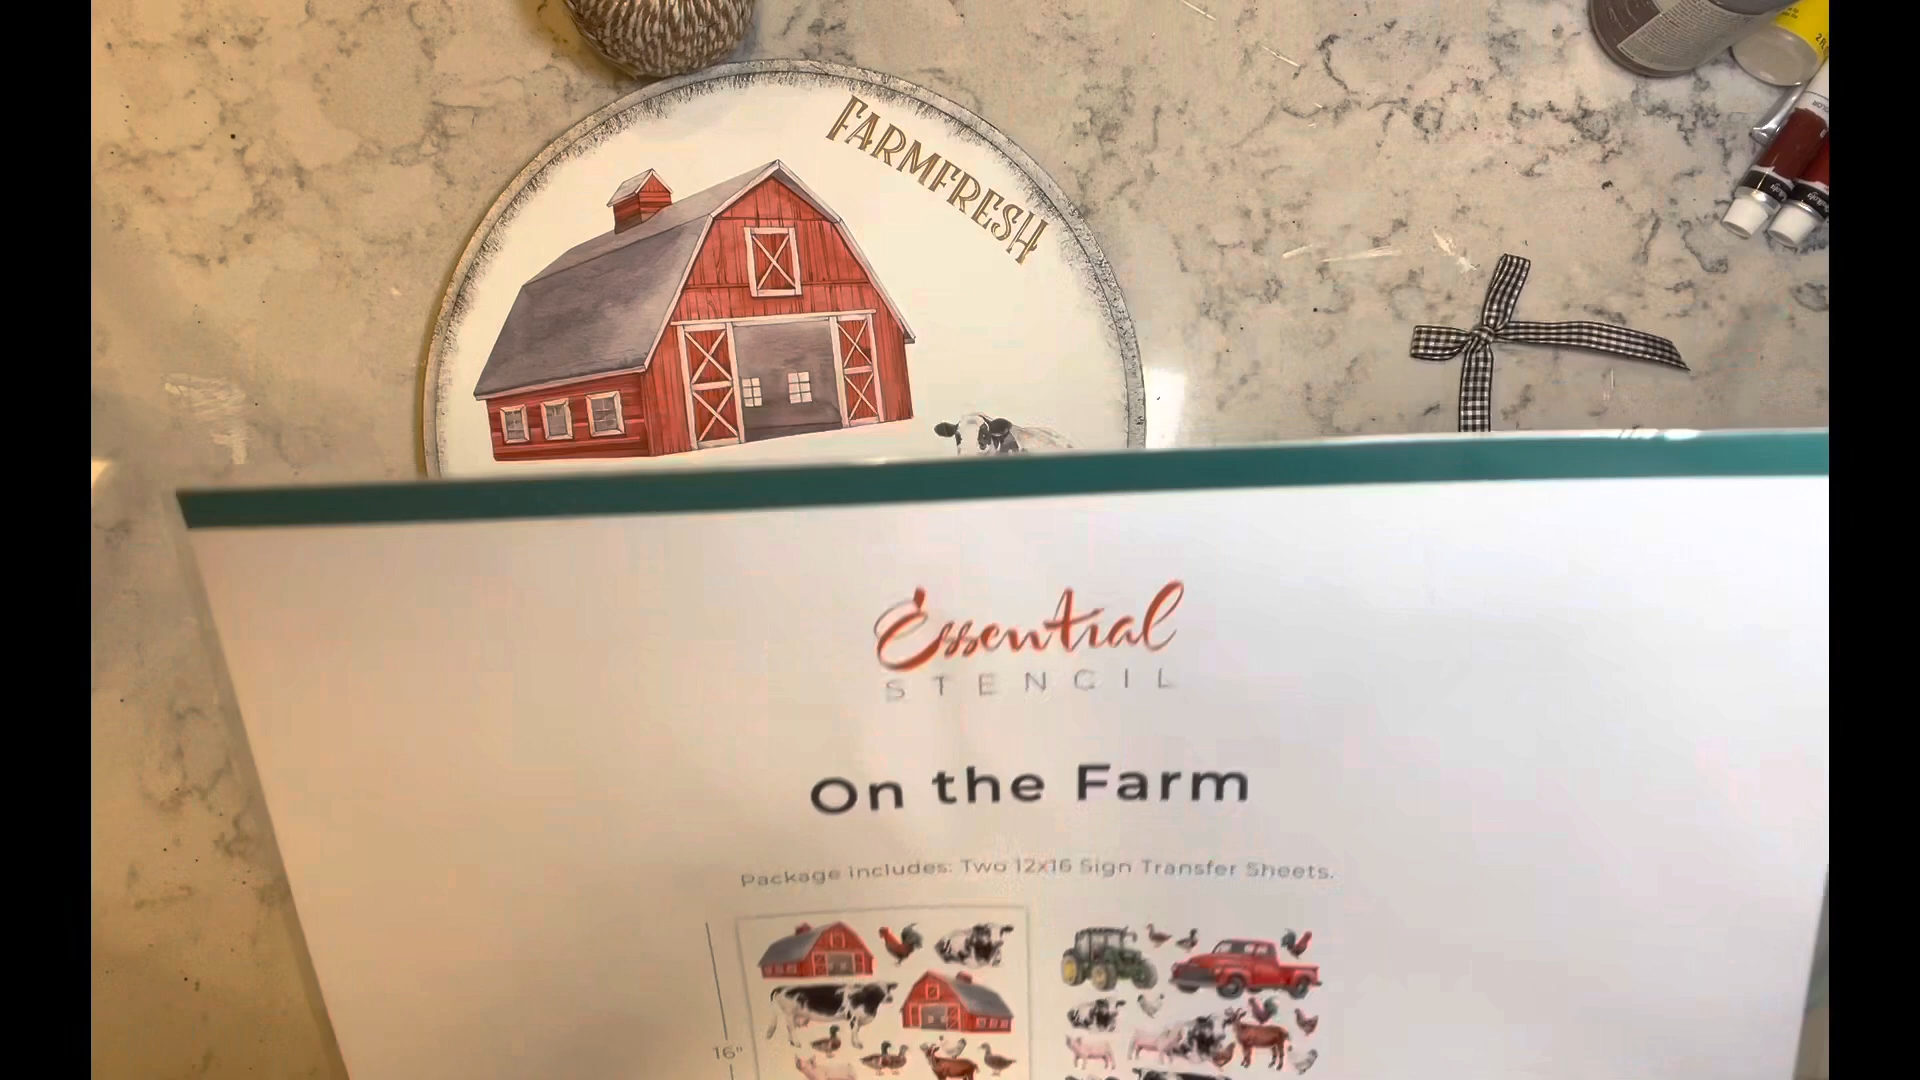 FARMFRESH
Essential
STENCIL
On the Farm
Package Includes: Two 12x16 Sign Transfer Sheets.
16"